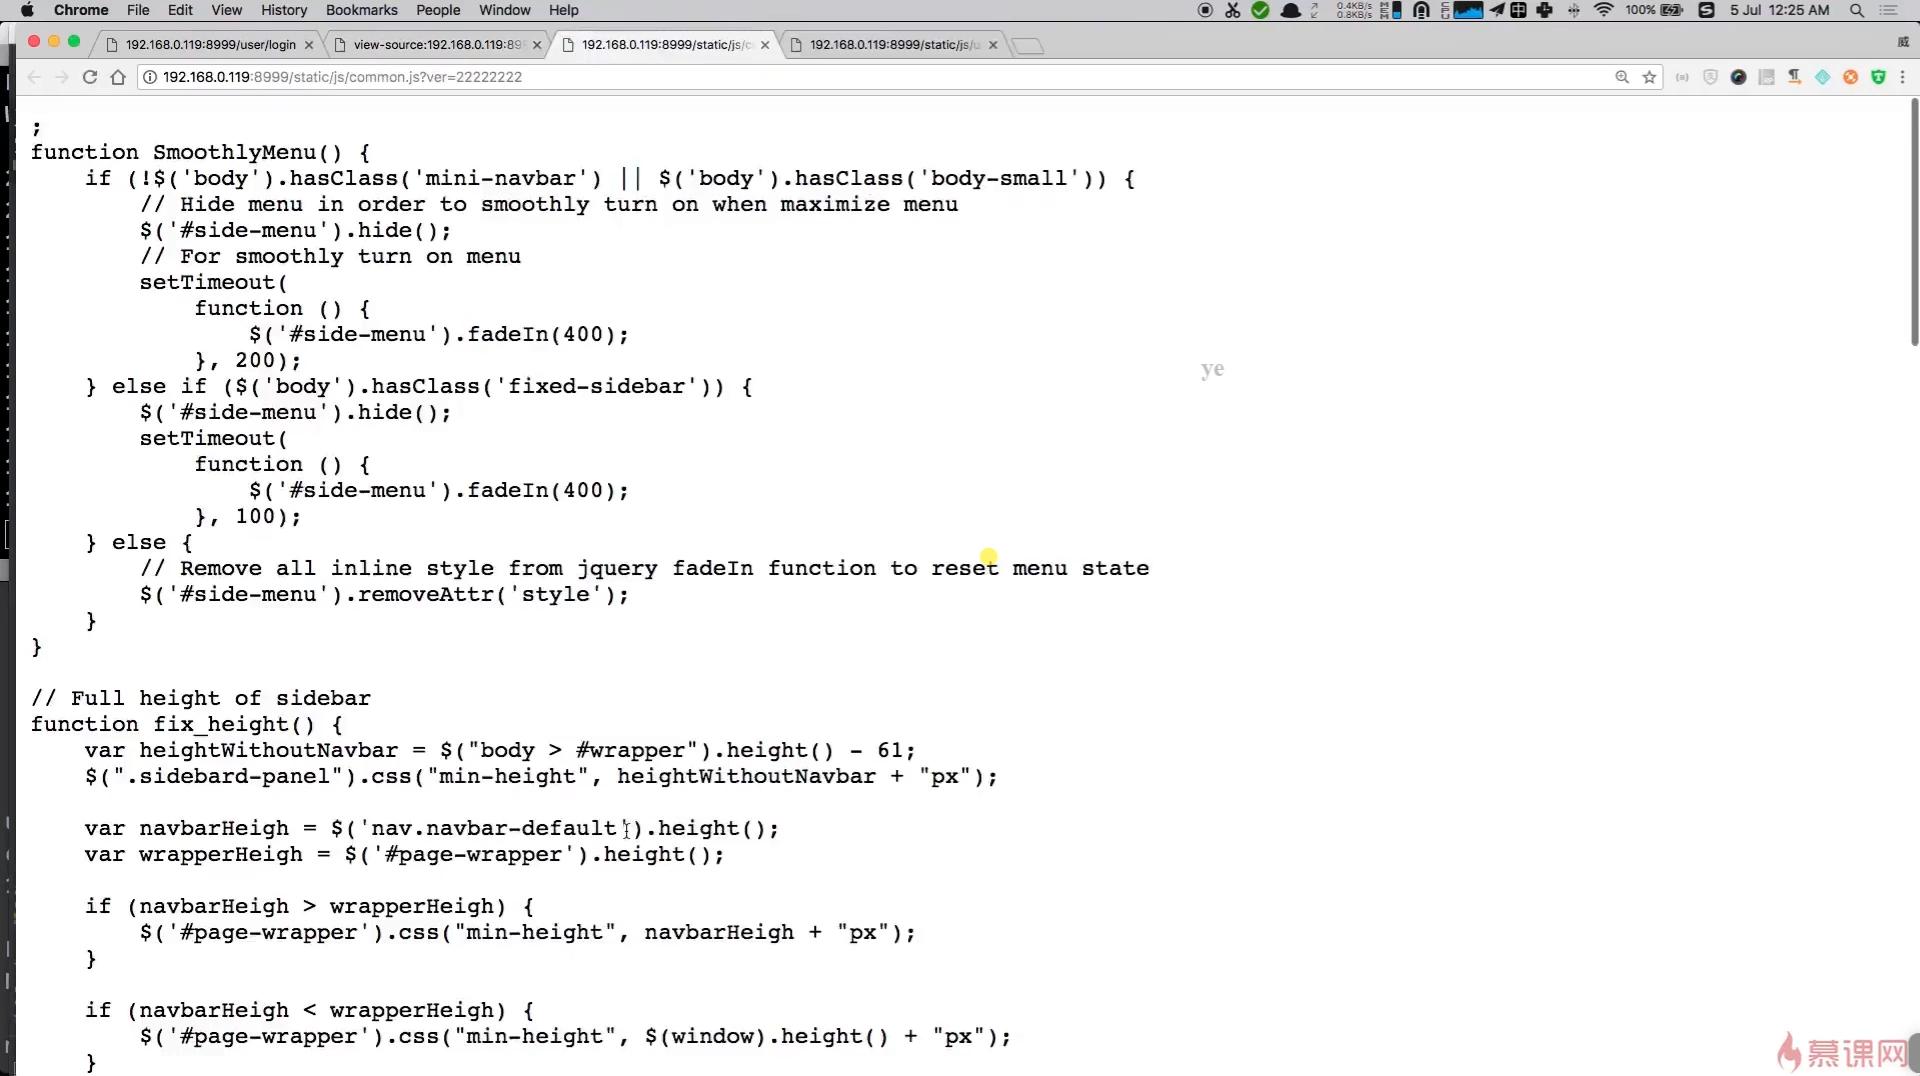 Chrome File Edit View History Bookmarks People Window Help
0.4KB/s
0.8KB/s
100%
5 Jul 12:25 AM
192.168.0.119:8999/user/login
view-source:192.168.0.119:899
192.168.0.119:8999/static/js/c
192.168.0.119:8999/static/js/u
威
192.168.0.119:8999/static/js/common.js?ver=22222222
;
function SmoothlyMenu() {
    if (!$('body').hasClass('mini-navbar') || $('body').hasClass('body-small')) {
        // Hide menu in order to smoothly turn on when maximize menu
        $('#side-menu').hide();
        // For smoothly turn on menu
        setTimeout(
            function () {
                $('#side-menu').fadeIn(400);
            }, 200);
    } else if ($('body').hasClass('fixed-sidebar')) {
        $('#side-menu').hide();
        setTimeout(
            function () {
                $('#side-menu').fadeIn(400);
            }, 100);
    } else {
        // Remove all inline style from jquery fadeIn function to reset menu state
        $('#side-menu').removeAttr('style');
    }
}
ye
// Full height of sidebar
function fix_height() {
    var heightWithoutNavbar = $("body > #wrapper").height() - 61;
    $(".sidebard-panel").css("min-height", heightWithoutNavbar + "px");
    var navbarHeigh = $('nav.navbar-default').height();
    var wrapperHeigh = $('#page-wrapper').height();
    if (navbarHeigh > wrapperHeigh) {
        $('#page-wrapper').css("min-height", navbarHeigh + "px");
    }
    if (navbarHeigh < wrapperHeigh) {
        $('#page-wrapper').css("min-height", $(window).height() + "px");
    }
慕课网